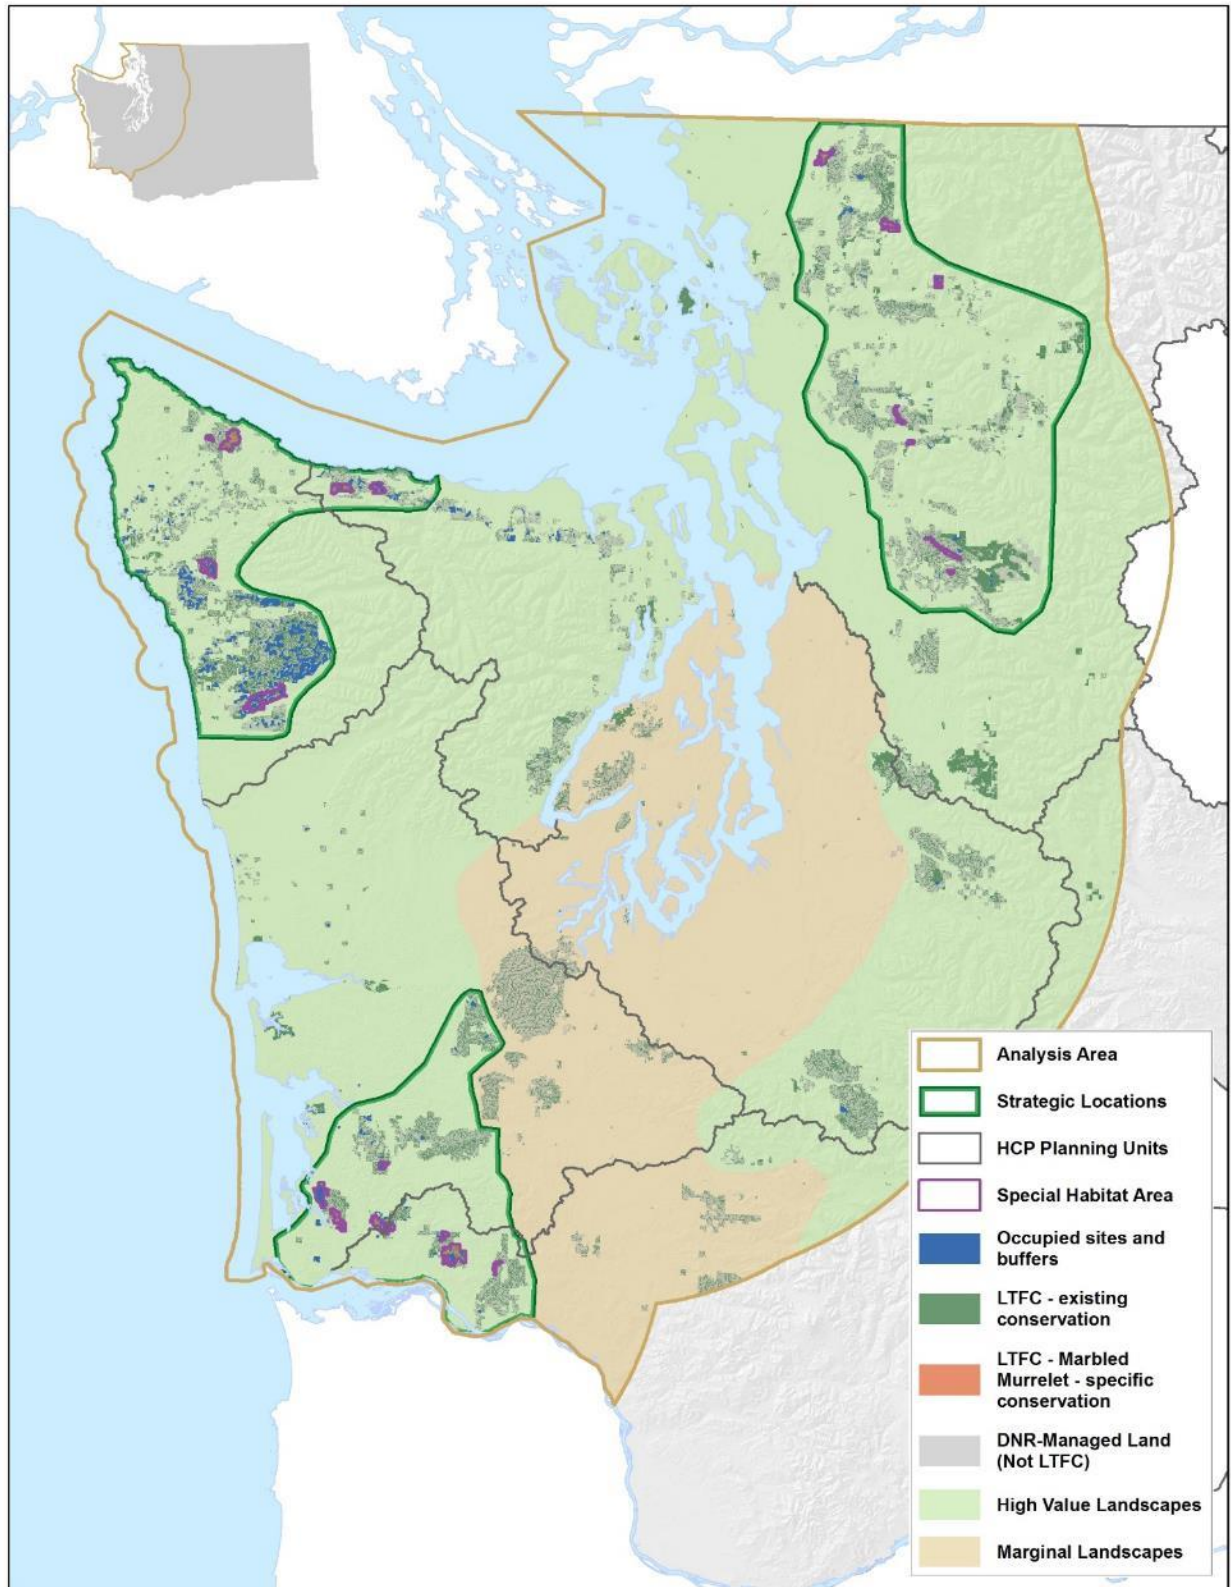 Analysis Area
Strategic Locations
HCP Planning Units
Special Habitat Area
Occupied sites and
buffers
LTFC - existing
conservation
LTFC - Marbled
Murrelet - specific
conservation
DNR-Managed Land
(Not LTFC)
High Value Landscapes
Marginal Landscapes